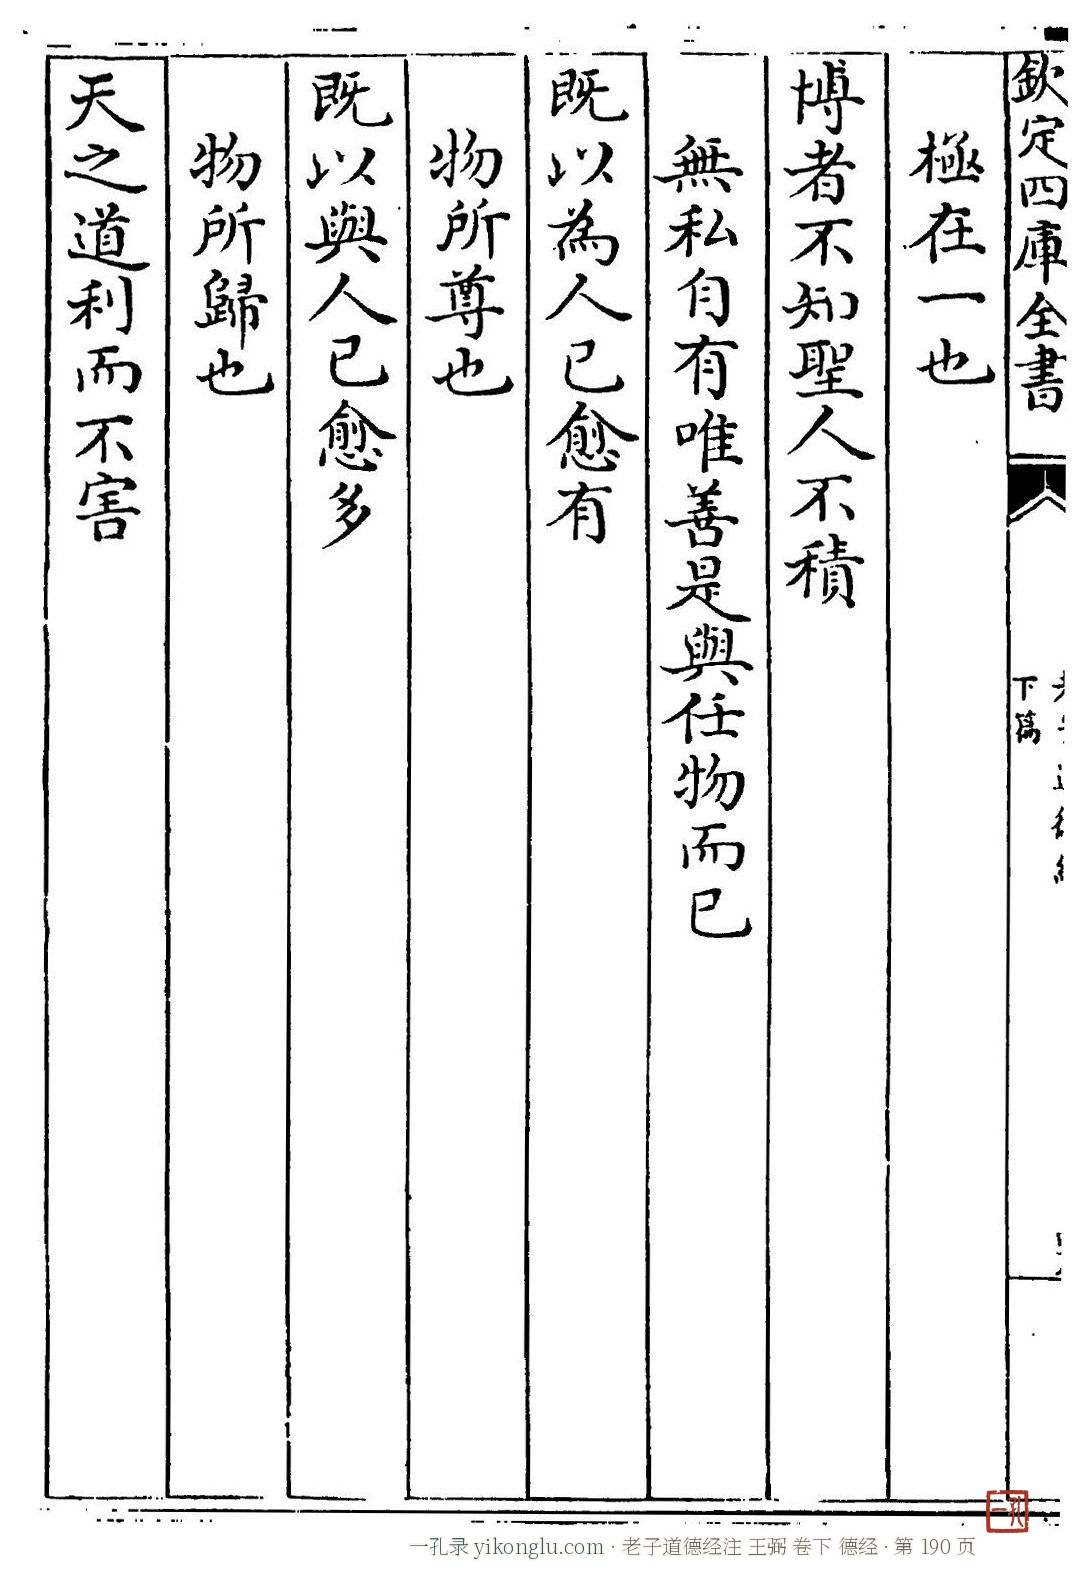 欽定四庫全書
下篇
極在一也
博者不知聖人不積
無私自有唯善是與任物而已
既以為人已愈有
物所尊也
既以與人已愈多
物所歸也
天之道利而不害
一孔录 yikonglu.com · 老子道德经注 王弼 卷下 德经 · 第 190 页
一孔